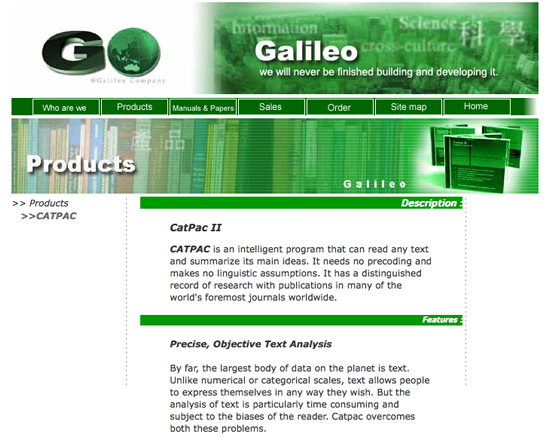 GO
®Galileo Company
Information
Science
科學
cross-culture
Galileo
we will never be finished building and developing it.
Who are we
Products
Manuals & Papers
Sales
Order
Site map
Home
產品
Products
Galileo
>> Products
>>CATPAC
Description :
CatPac II
CATPAC is an intelligent program that can read any text
and summarize its main ideas. It needs no precoding and
makes no linguistic assumptions. It has a distinguished
record of research with publications in many of the
world's foremost journals worldwide.
Features :
Precise, Objective Text Analysis
By far, the largest body of data on the planet is text.
Unlike numerical or categorical scales, text allows people
to express themselves in any way they wish. But the
analysis of text is particularly time consuming and
subject to the biases of the reader. Catpac overcomes
both these problems.